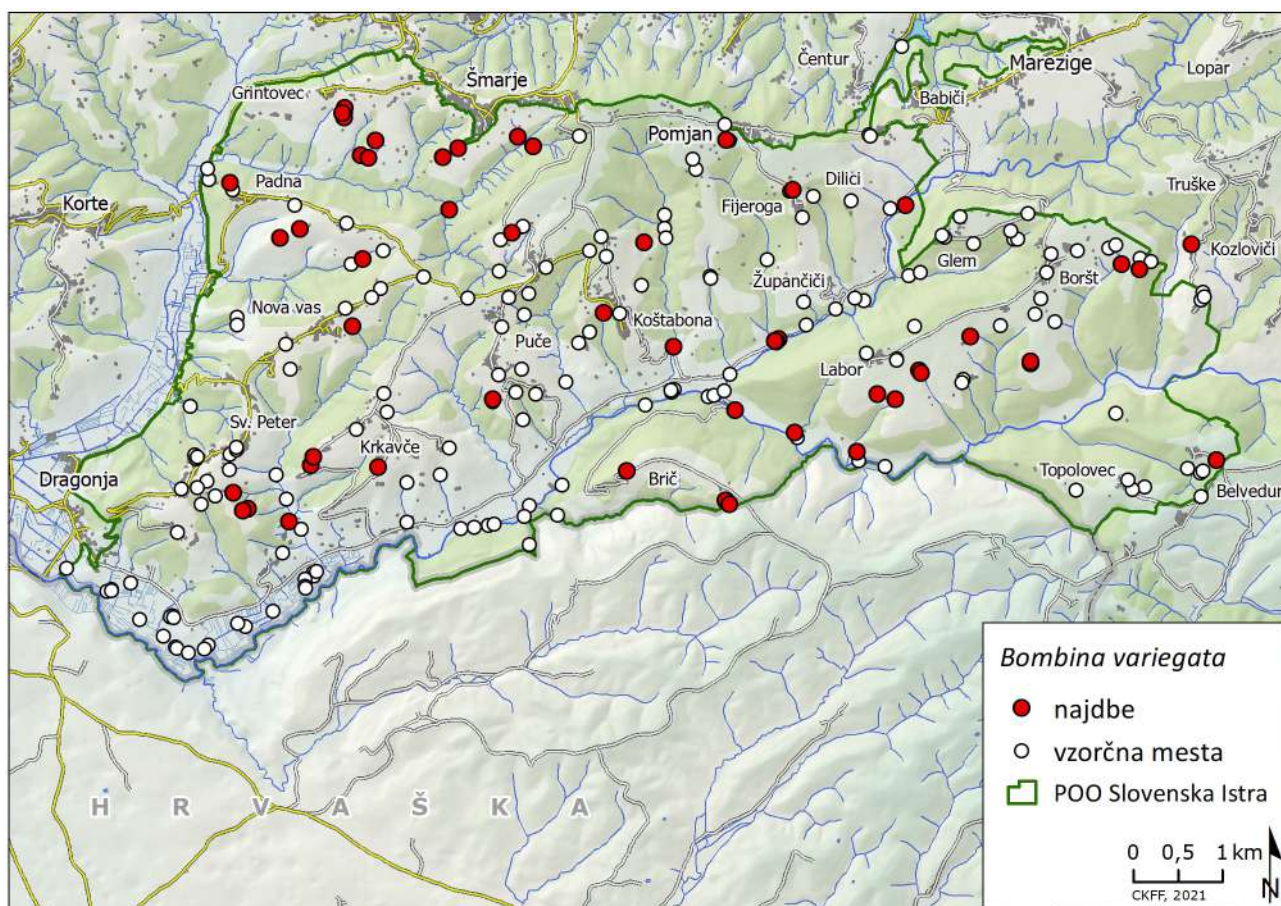 Čentur
Marezige
Lopar
Šmarje
Grintovec
Babiči
Pomjan
Korte
Padna
Dilići
Truške
Fijeroga
Kozloviči
Glem
Nova vas
Župančiči
Boršt
Puče
Koštabona
Labor
Sv. Peter
Krkavče
Dragonja
Brič
Topolovec
Belvedur
HRVAŠKA
Bombina variegata
najdbe
vzorčna mesta
POO Slovenska Istra
0 0,5 1 km
CKFF, 2021
N